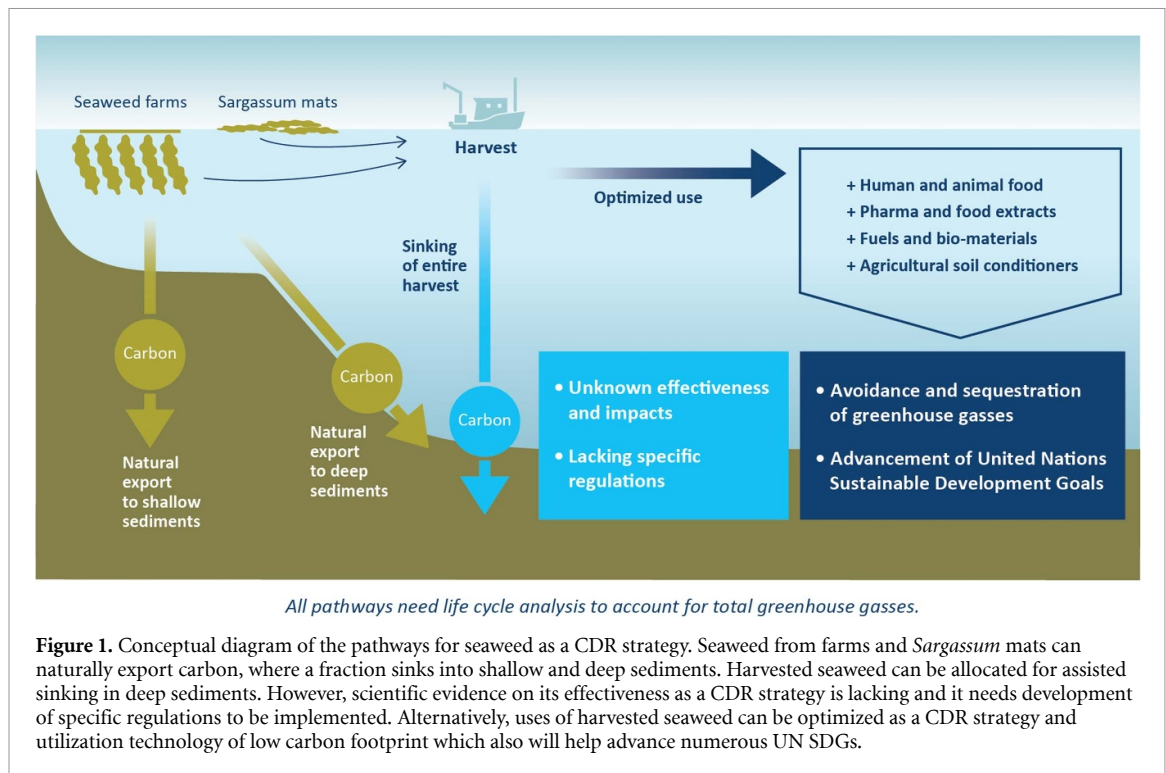 Seaweed farms
Sargassum mats
Harvest
Optimized use
+ Human and animal food
+ Pharma and food extracts
+ Fuels and bio-materials
+ Agricultural soil conditioners
Sinking
of entire
harvest
Carbon
Carbon
Carbon
Natural
export
to shallow
sediments
Natural
export
to deep
sediments
• Unknown effectiveness
and impacts
• Lacking specific
regulations
• Avoidance and sequestration
of greenhouse gasses
• Advancement of United Nations
Sustainable Development Goals
All pathways need life cycle analysis to account for total greenhouse gasses.
Figure 1. Conceptual diagram of the pathways for seaweed as a CDR strategy. Seaweed from farms and Sargassum mats can
naturally export carbon, where a fraction sinks into shallow and deep sediments. Harvested seaweed can be allocated for assisted
sinking in deep sediments. However, scientific evidence on its effectiveness as a CDR strategy is lacking and it needs development
of specific regulations to be implemented. Alternatively, uses of harvested seaweed can be optimized as a CDR strategy and
utilization technology of low carbon footprint which also will help advance numerous UN SDGs.